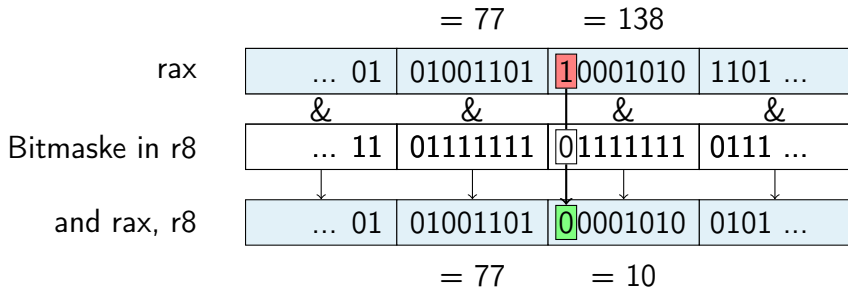 = 77 = 138
rax ... 01 01001101 10001010 1101 ...
& & & &
Bitmaske in r8 ... 11 01111111 01111111 0111 ...
and rax, r8 ... 01 01001101 00001010 0101 ...
= 77 = 10